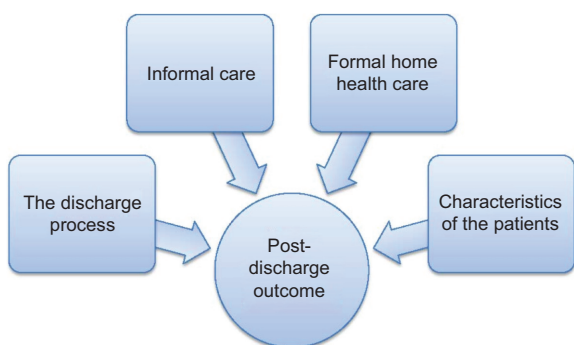 Informal care
Formal home
health care
The discharge
process
Characteristics
of the patients
Post-
discharge
outcome